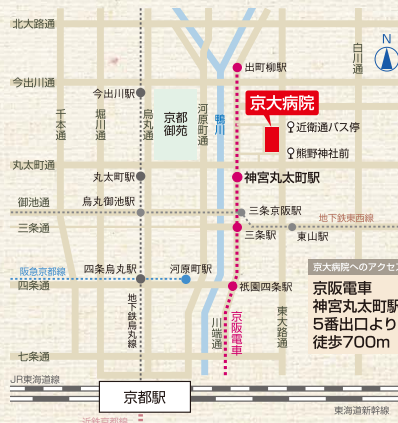 北大路通
N
白川通
出町柳駅
今出川通
今出川駅
京大病院
千本通
堀川通
烏丸通
京都
御苑
河原町通
鴨川
近衛通バス停
熊野神社前
丸太町通
丸太町駅
神宮丸太町駅
御池通
烏丸御池駅
三条京阪駅
地下鉄東西線
三条通
三条駅
東山駅
阪急京都線
四条烏丸駅
河原町駅
京大病院へのアクセス
四条通
祇園四条駅
京阪電車
神宮丸太町駅
5番出口より
徒歩700m
地下鉄烏丸線
川端通
京阪電車
東大路通
七条通
JR東海道線
京都駅
東海道新幹線
近鉄京都線